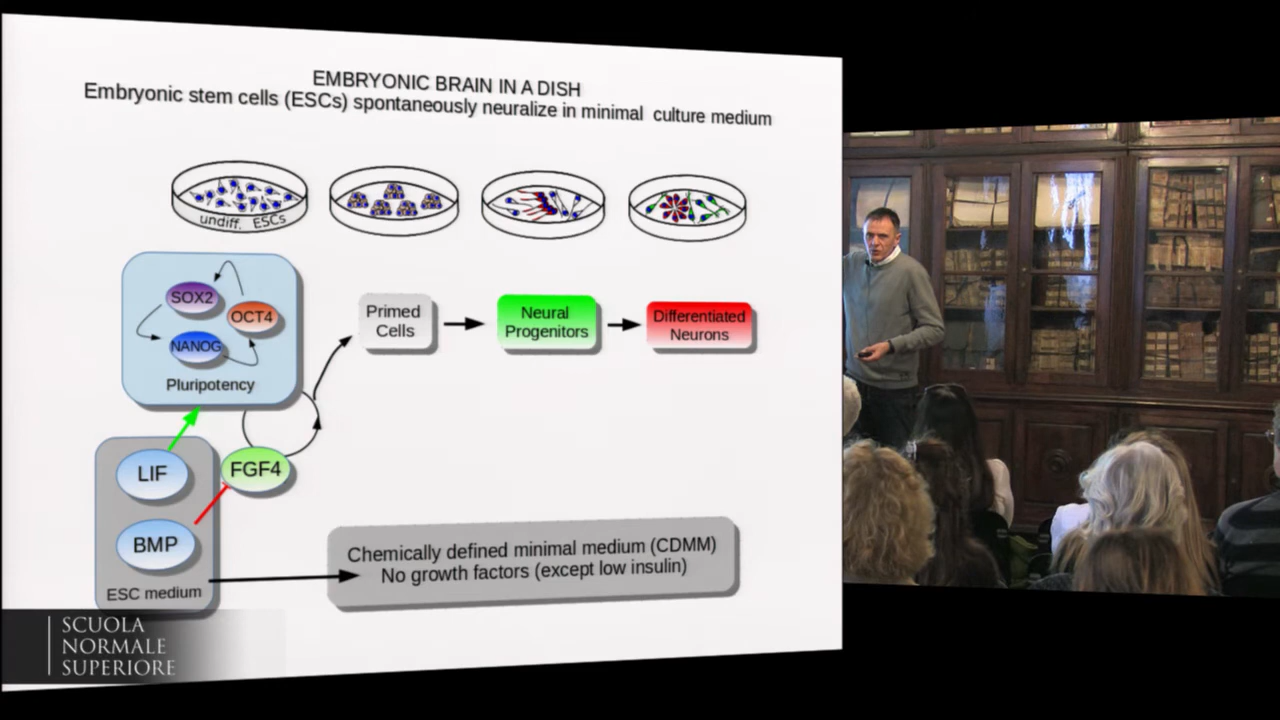 EMBRYONIC BRAIN IN A DISH
Embryonic stem cells (ESCs) spontaneously neuralize in minimal culture medium
undiff. ESCs
SOX2
OCT4
NANOG
Pluripotency
Primed
Cells
Neural
Progenitors
Differentiated
Neurons
LIF
FGF4
BMP
ESC medium
Chemically defined minimal medium (CDMM)
No growth factors (except low insulin)
SCUOLA
NORMALE
SUPERIORE